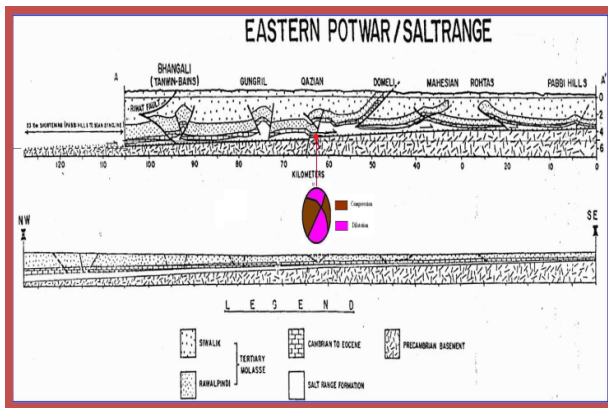 EASTERN POTWAR/SALTRANGE
A
BHANGALI
(TANWIN-BAINS)
GUNGRIL
QAZIAN
DOMELI
MAHESIAN
ROHTAS
PABBI HILLS
A'
RIWAT FAULT
0
2
4
6
120 110 100 90 80 70 60 50 40 20 20 10 0
KILOMETERS
Compression
Dilatation
NW
SE
LEGEND
SIWALIK
RAWALPINDI
TERTIARY
MOLASSE
CAMBRIAN TO EOCENE
SALT RANGE FORMATION
PRECAMBRIAN BASEMENT